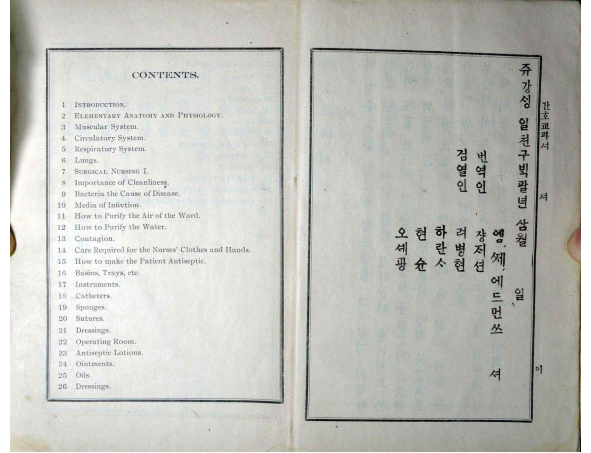 CONTENTS.
1 INTRODUCTION.
2 ELEMENTARY ANATOMY AND PHYSIOLOGY.
3 Muscular System.
4 Circulatory System.
5 Respiratory System.
6 Lungs.
7 SURGICAL NURSING I.
8 Importance of Cleanliness.
9 Bacteria the Cause of Disease.
10 Media of Infection.
11 How to Purify the Air of the Ward.
12 How to Purify the Water.
13 Contagion.
14 Care Required for the Nurses' Clothes and Hands.
15 How to make the Patient Antiseptic.
16 Basins, Trays, etc.
17 Instruments.
18 Catheters.
19 Sponges.
20 Sutures.
21 Dressings.
22 Operating Room.
23 Antiseptic Lotions.
24 Ointments.
25 Oils.
26 Dressings.
간호교과셔 셔 이
쥬강싱 일천구빅팔년 삼월 일
엠, 쎄, 에드먼쓰 셔
번역인 쟝지션
검열인 려병현
하란사
현슌
오셰광